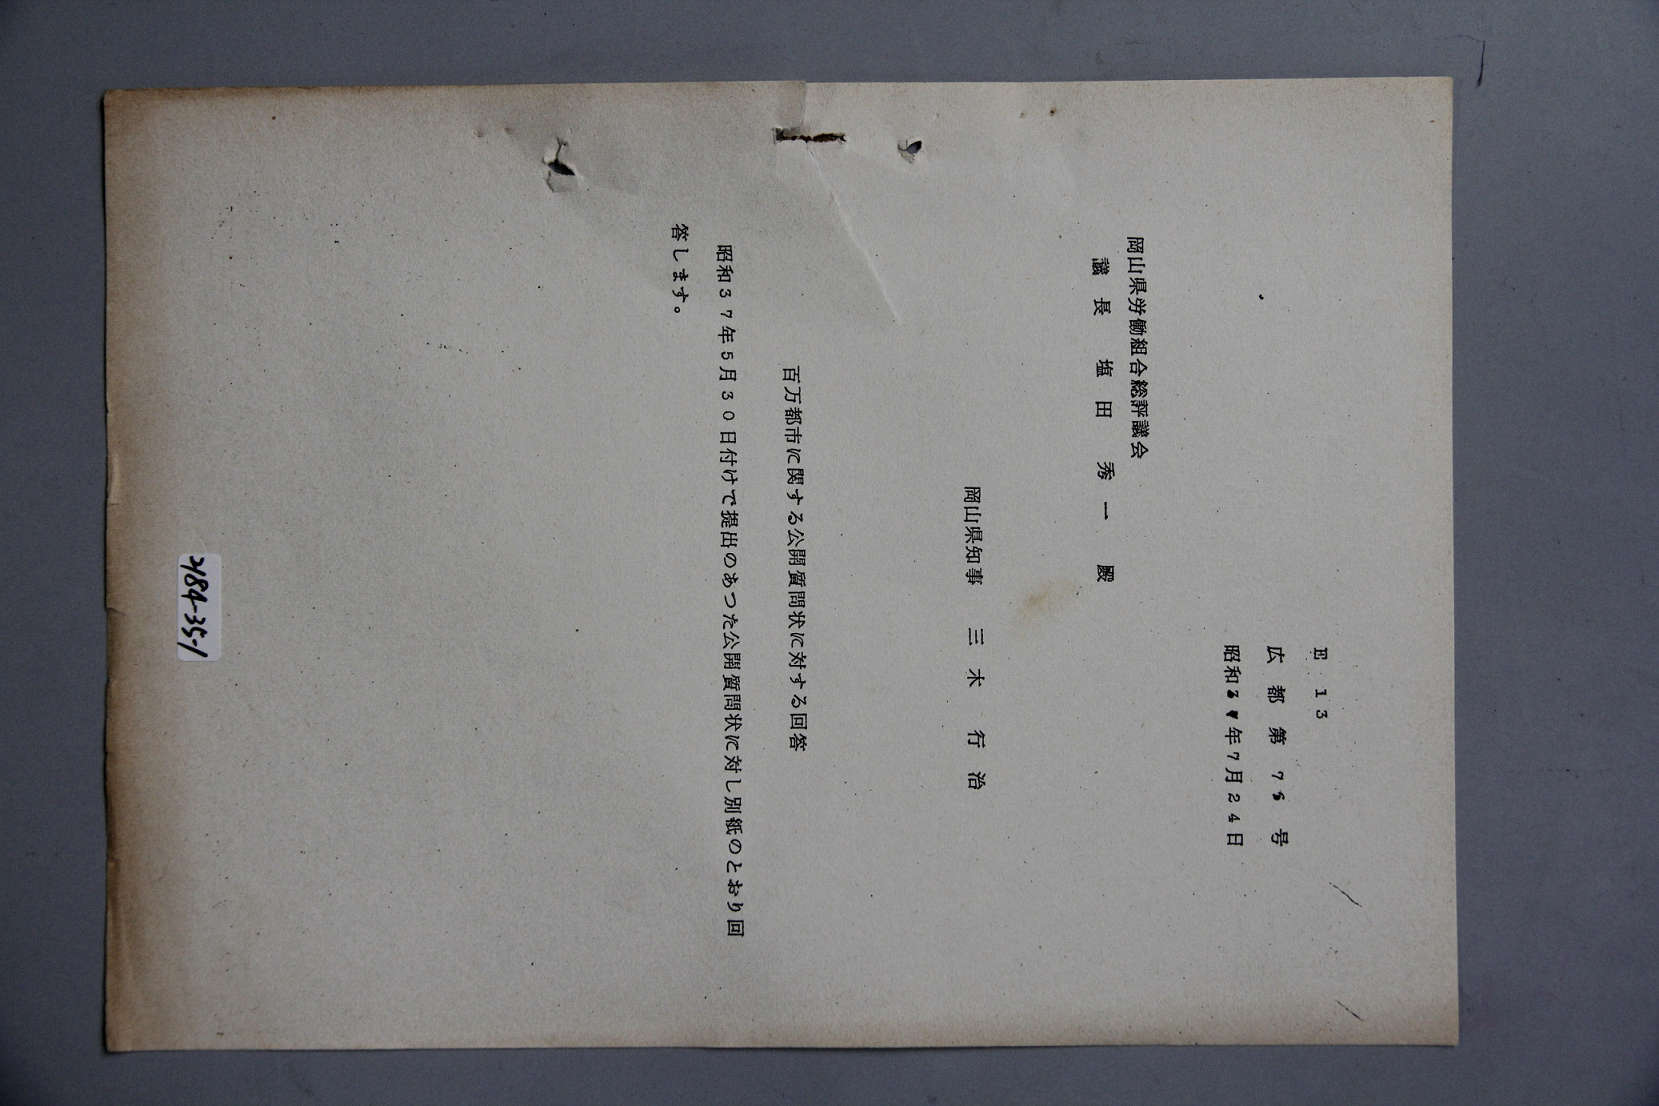 E 13
広都第75号
昭和37年7月24日
岡山県労働組合総評議会
議長 塩田 秀一 殿
岡山県知事 三木 行治
百万都市に関する公開質問状に対する回答
昭和37年5月30日付けで提出のあつた公開質問状に対し別紙のとおり回
答します。
2184-35-1